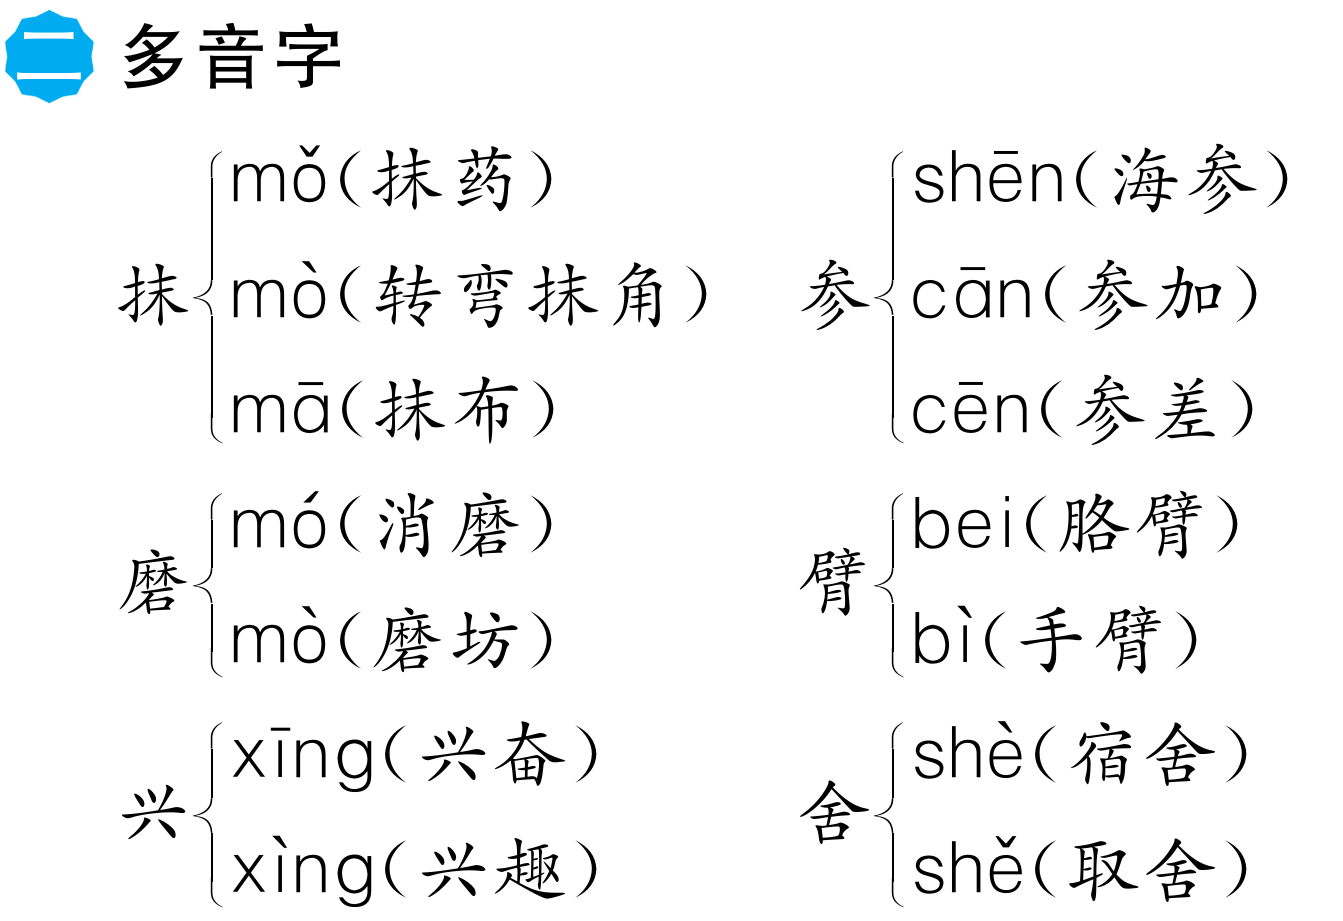 二 多音字
抹
mǒ(抹药)
mò(转弯抹角)
mā(抹布)
参
shēn(海参)
cān(参加)
cēn(参差)
磨
mó(消磨)
mò(磨坊)
臂
bei(胳臂)
bì(手臂)
兴
xīng(兴奋)
xìng(兴趣)
舍
shè(宿舍)
shě(取舍)